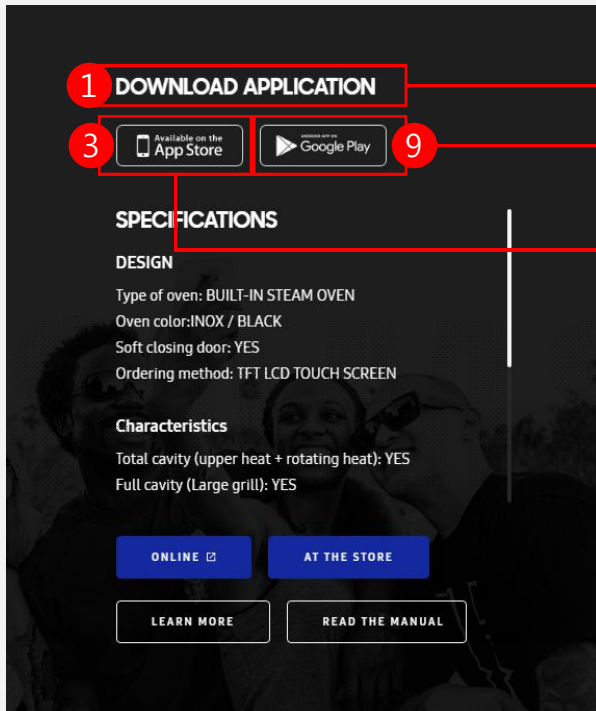 1 DOWNLOAD APPLICATION
3 Available on the App Store
ANDROID APP ON Google Play 9
SPECIFICATIONS
DESIGN
Type of oven: BUILT-IN STEAM OVEN
Oven color:INOX / BLACK
Soft closing door: YES
Ordering method: TFT LCD TOUCH SCREEN
Characteristics
Total cavity (upper heat + rotating heat): YES
Full cavity (Large grill): YES
ONLINE
AT THE STORE
LEARN MORE
READ THE MANUAL